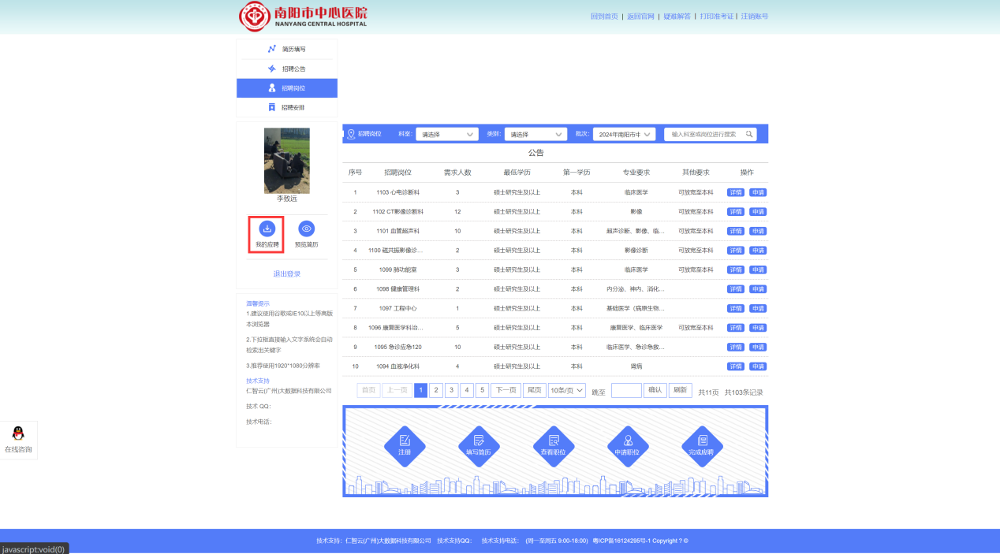 南阳市中心医院
NANYANG CENTRAL HOSPITAL
回到首页 | 返回官网 | 疑难解答 | 打印准考证 | 注销账号
简历填写
招聘公告
招聘岗位
招聘安排
李致远
我的应聘 预览简历
退出登录
温馨提示
1.建议使用谷歌或IE10以上等高版
本浏览器
2.下拉框直接输入文字系统会自动
检索出关键字
3.推荐使用1920*1080分辨率
技术支持
仁智云(广州)大数据科技有限公司
技术 QQ:
技术电话:
招聘岗位 科室: 请选择 类别: 请选择 批次: 2024年南阳市中 输入科室或岗位进行搜索
公告
序号 招聘岗位 需求人数 最低学历 第一学历 专业要求 其他要求 操作
1 1103 心电诊断科 3 硕士研究生及以上 本科 临床医学 可放宽至本科 详情 申请
2 1102 CT影像诊断科 12 硕士研究生及以上 本科 影像 可放宽至本科 详情 申请
3 1101 血管超声科 10 硕士研究生及以上 本科 超声诊断、影像、临... 可放宽至本科 详情 申请
4 1100 磁共振影像诊... 2 硕士研究生及以上 本科 影像诊断 可放宽至本科 详情 申请
5 1099 肺功能室 3 硕士研究生及以上 本科 临床医学 可放宽至本科 详情 申请
6 1098 健康管理科 2 硕士研究生及以上 本科 内分泌、神内、消化... 详情 申请
7 1097 工程中心 1 硕士研究生及以上 本科 基础医学（病原生物... 详情 申请
8 1096 康复医学科治... 5 硕士研究生及以上 本科 康复医学、临床医学 可放宽至本科 详情 申请
9 1095 急诊应急120 10 硕士研究生及以上 本科 临床医学、急诊急救... 详情 申请
10 1094 血液净化科 4 硕士研究生及以上 本科 肾病 详情 申请
首页 上一页 1 2 3 4 5 下一页 尾页 10条/页 跳至 确认 刷新 共11页 共103条记录
注册 填写简历 查看职位 申请职位 完成应聘
在线咨询
技术支持：仁智云(广州)大数据科技有限公司 技术支持QQ： 技术支持电话： (周一至周五 9:00-18:00) 粤ICP备16124295号-1 Copyright ? ©
javascript:void(0)